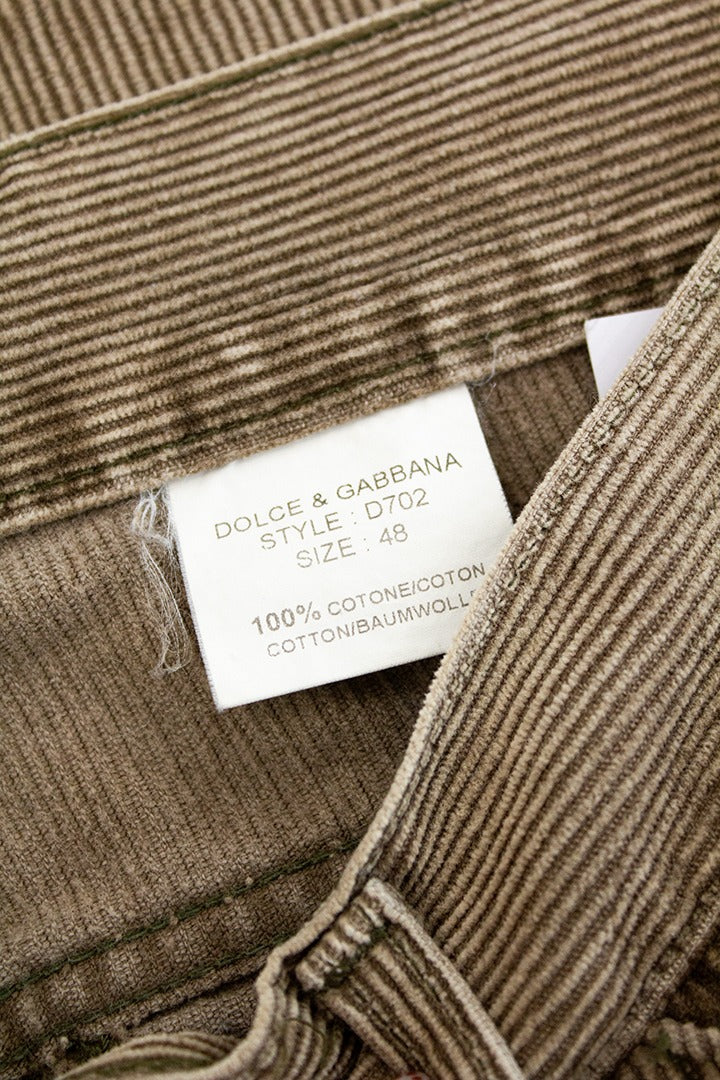 DOLCE & GABBANA
STYLE : D702
SIZE : 48
100% COTONE/COTON
COTTON/BAUMWOLLE